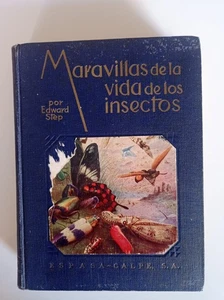 Maravillas de la
vida de los
insectos
por
Edward
Step
ESPASA-CALPE, S.A.